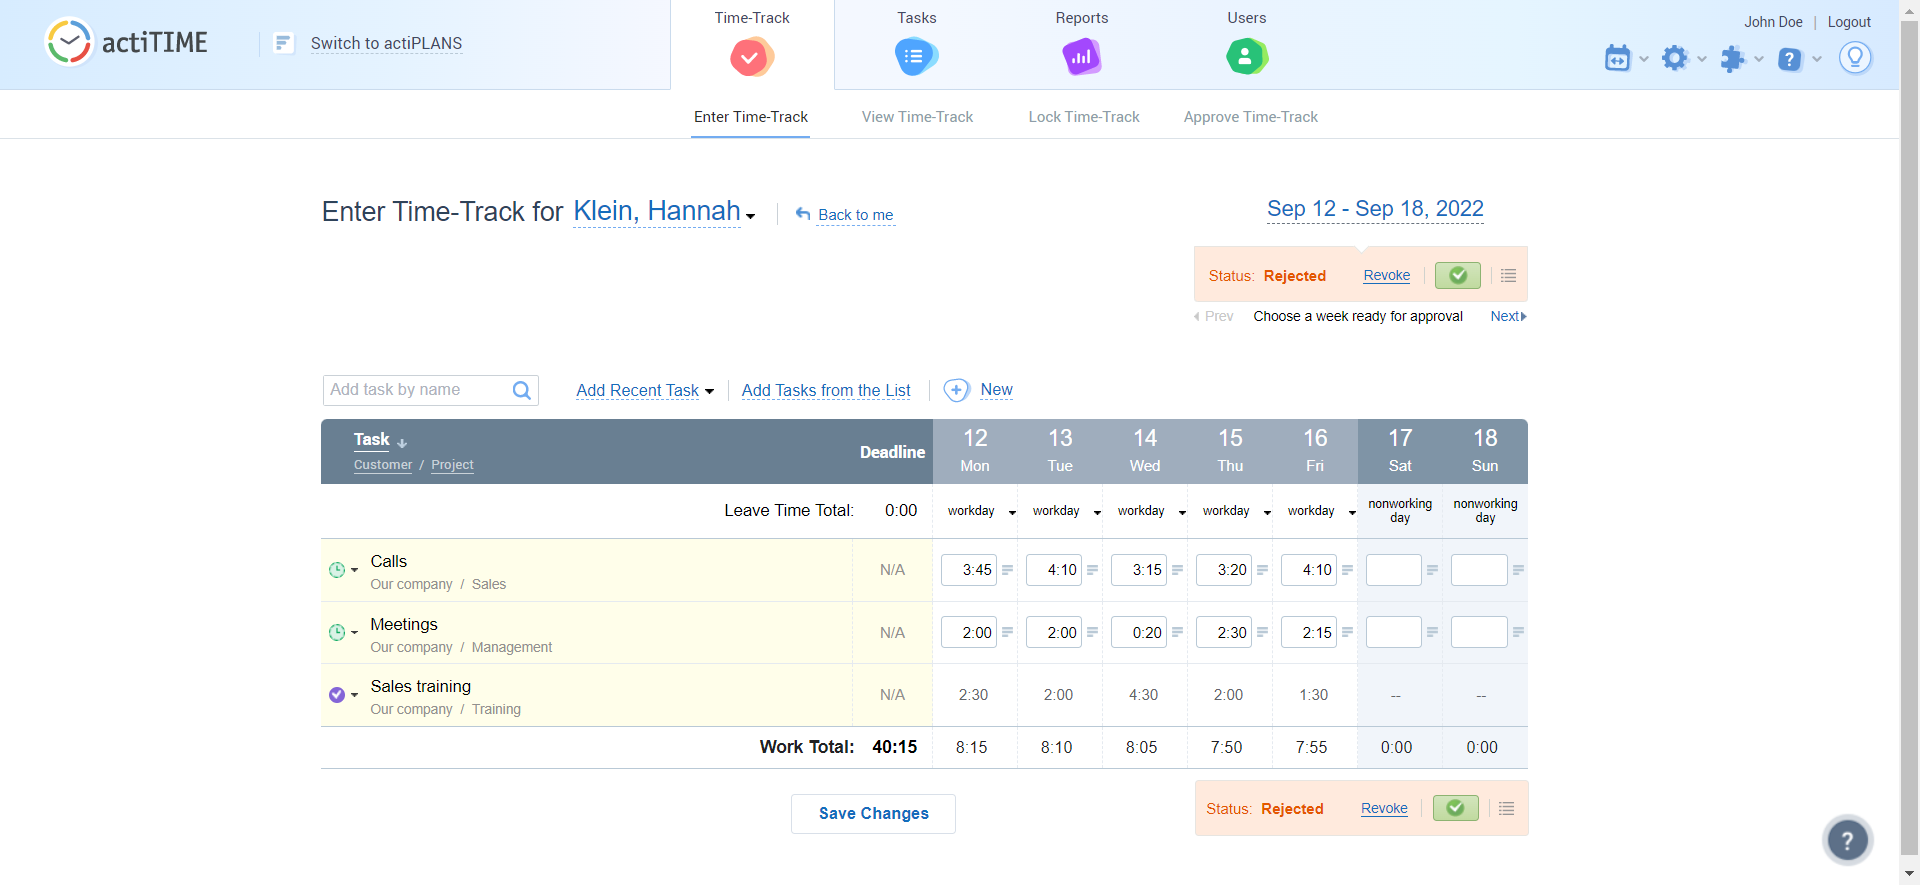 actiTIME
Switch to actiPLANS
Time-Track
Tasks
Reports
Users
John Doe | Logout
Enter Time-Track
View Time-Track
Lock Time-Track
Approve Time-Track
Enter Time-Track for Klein, Hannah
Back to me
Sep 12 - Sep 18, 2022
Status: Rejected Revoke
Prev Choose a week ready for approval Next
Add task by name
Add Recent Task
Add Tasks from the List
New
Task Deadline 12 13 14 15 16 17 18
Customer / Project Mon Tue Wed Thu Fri Sat Sun
Leave Time Total: 0:00 workday workday workday workday workday nonworking day nonworking day
Calls N/A 3:45 4:10 3:15 3:20 4:10
Our company / Sales
Meetings N/A 2:00 2:00 0:20 2:30 2:15
Our company / Management
Sales training N/A 2:30 2:00 4:30 2:00 1:30 -- --
Our company / Training
Work Total: 40:15 8:15 8:10 8:05 7:50 7:55 0:00 0:00
Save Changes
Status: Rejected Revoke
?